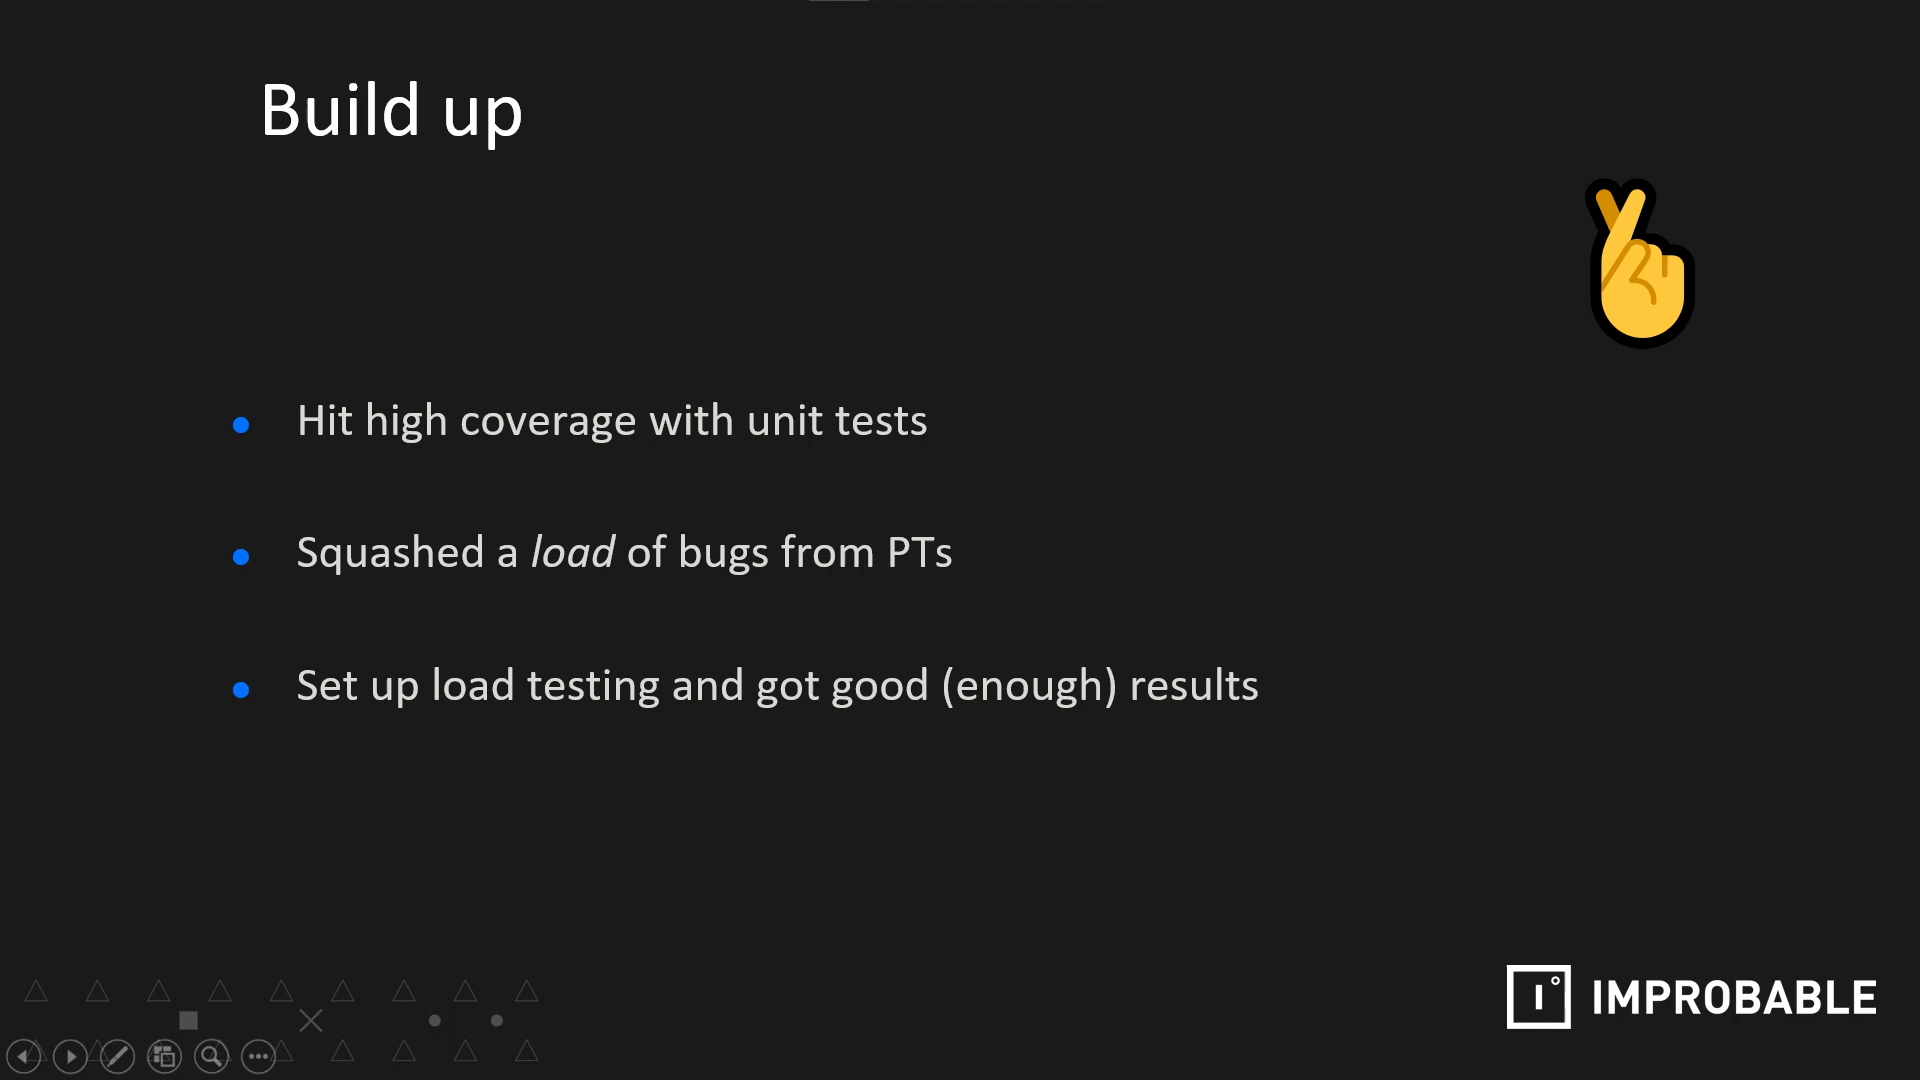 Build up
Hit high coverage with unit tests
Squashed a load of bugs from PTs
Set up load testing and got good (enough) results
I° IMPROBABLE